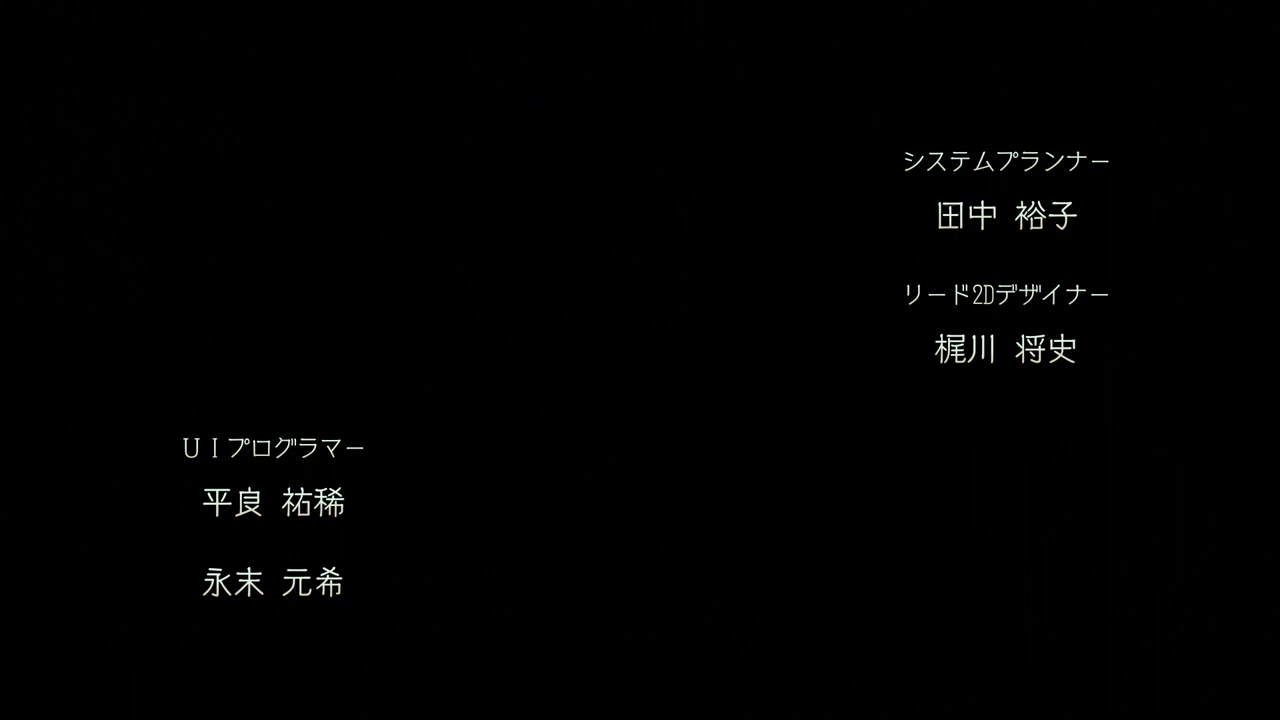 システムプランナー
田中 裕子
リード2Dデザイナー
梶川 将史
ＵＩプログラマー
平良 祐稀
永末 元希